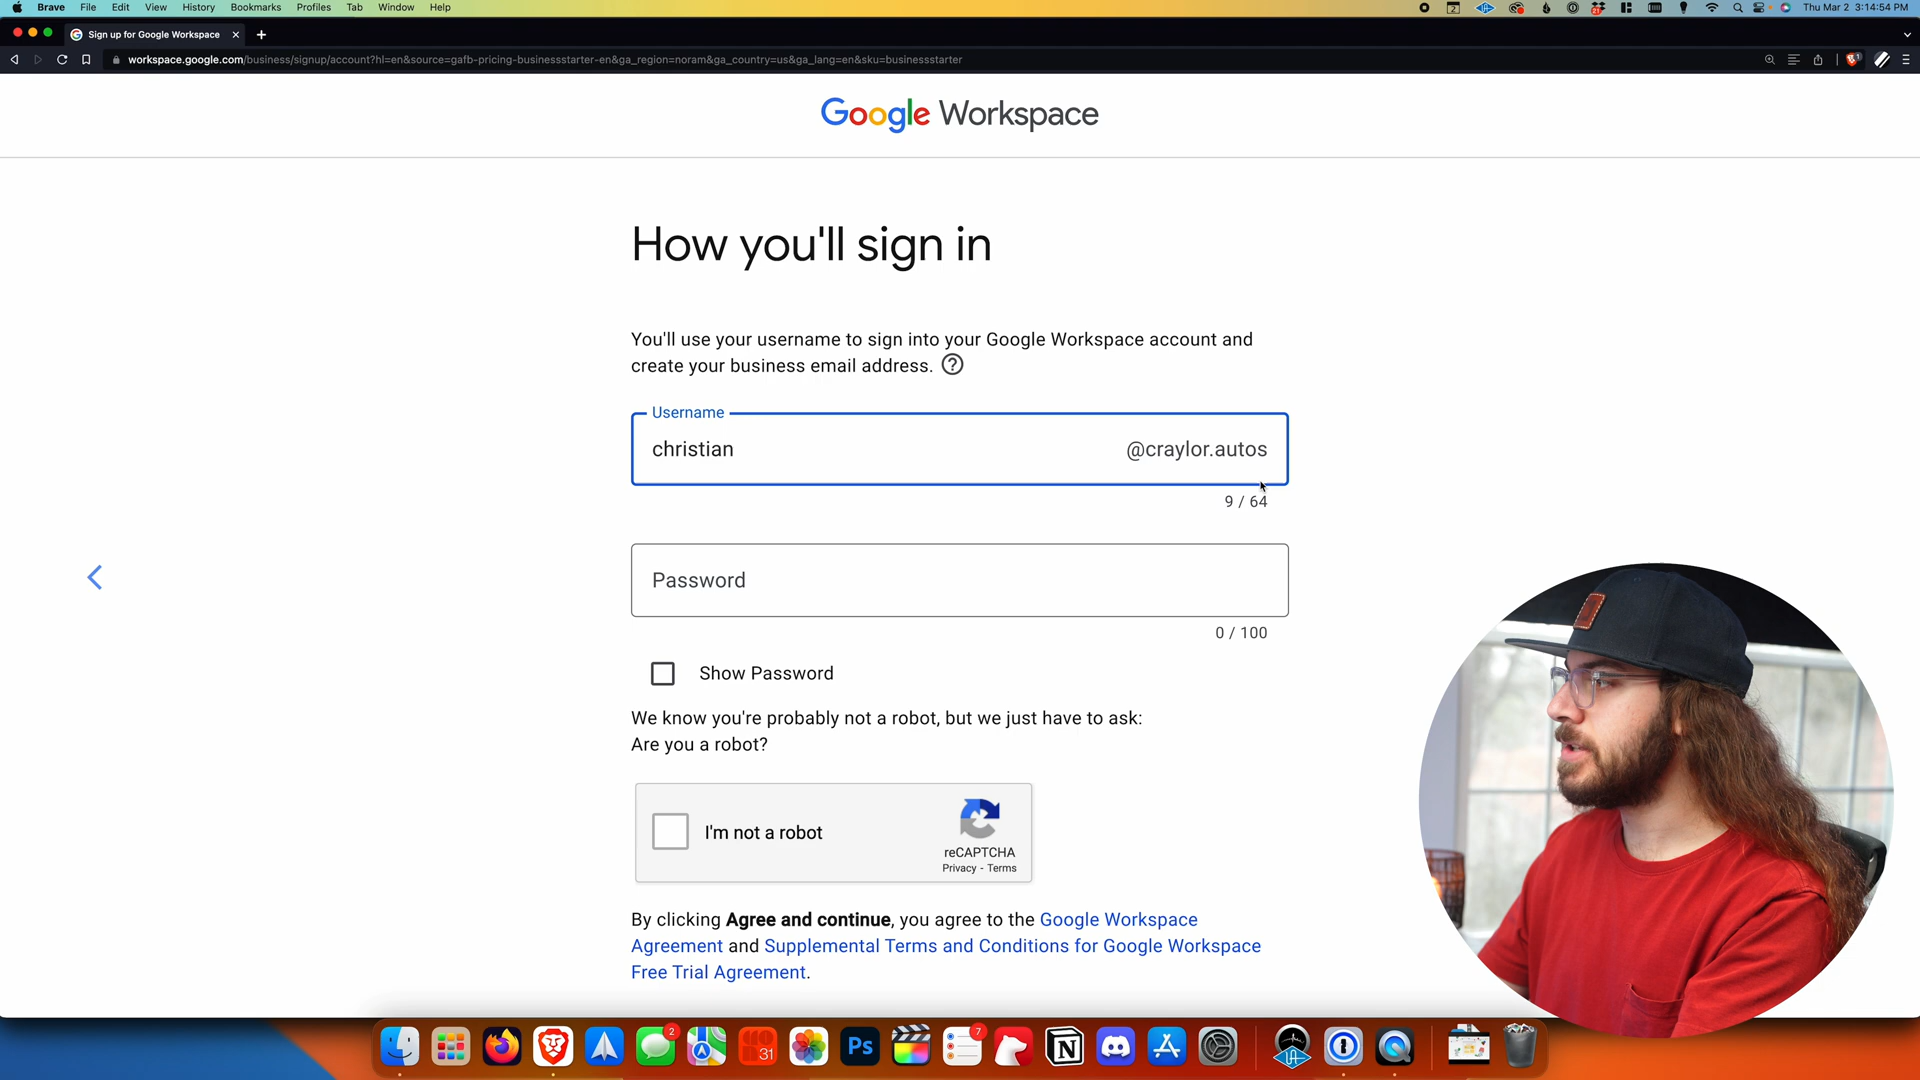 Brave File Edit View History Bookmarks Profiles Tab Window Help
Thu Mar 2 3:14:54 PM
Sign up for Google Workspace
workspace.google.com/business/signup/account?hl=en&source=gafb-pricing-businessstarter-en&ga_region=noram&ga_country=us&ga_lang=en&sku=businessstarter
Google Workspace
How you'll sign in
You'll use your username to sign into your Google Workspace account and
create your business email address.
Username
christian @craylor.autos
9 / 64
Password
0 / 100
Show Password
We know you're probably not a robot, but we just have to ask:
Are you a robot?
I'm not a robot
reCAPTCHA
Privacy - Terms
By clicking Agree and continue, you agree to the Google Workspace
Agreement and Supplemental Terms and Conditions for Google Workspace
Free Trial Agreement.
2
31
Ps
7